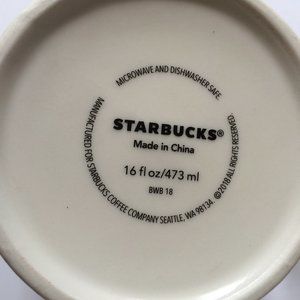 MICROWAVE AND DISHWASHER SAFE.
STARBUCKS®
Made in China
16 fl oz/473 ml
BWB 18
MANUFACTURED FOR STARBUCKS COFFEE COMPANY SEATTLE, WA 98134 ©2018 ALL RIGHTS RESERVED.